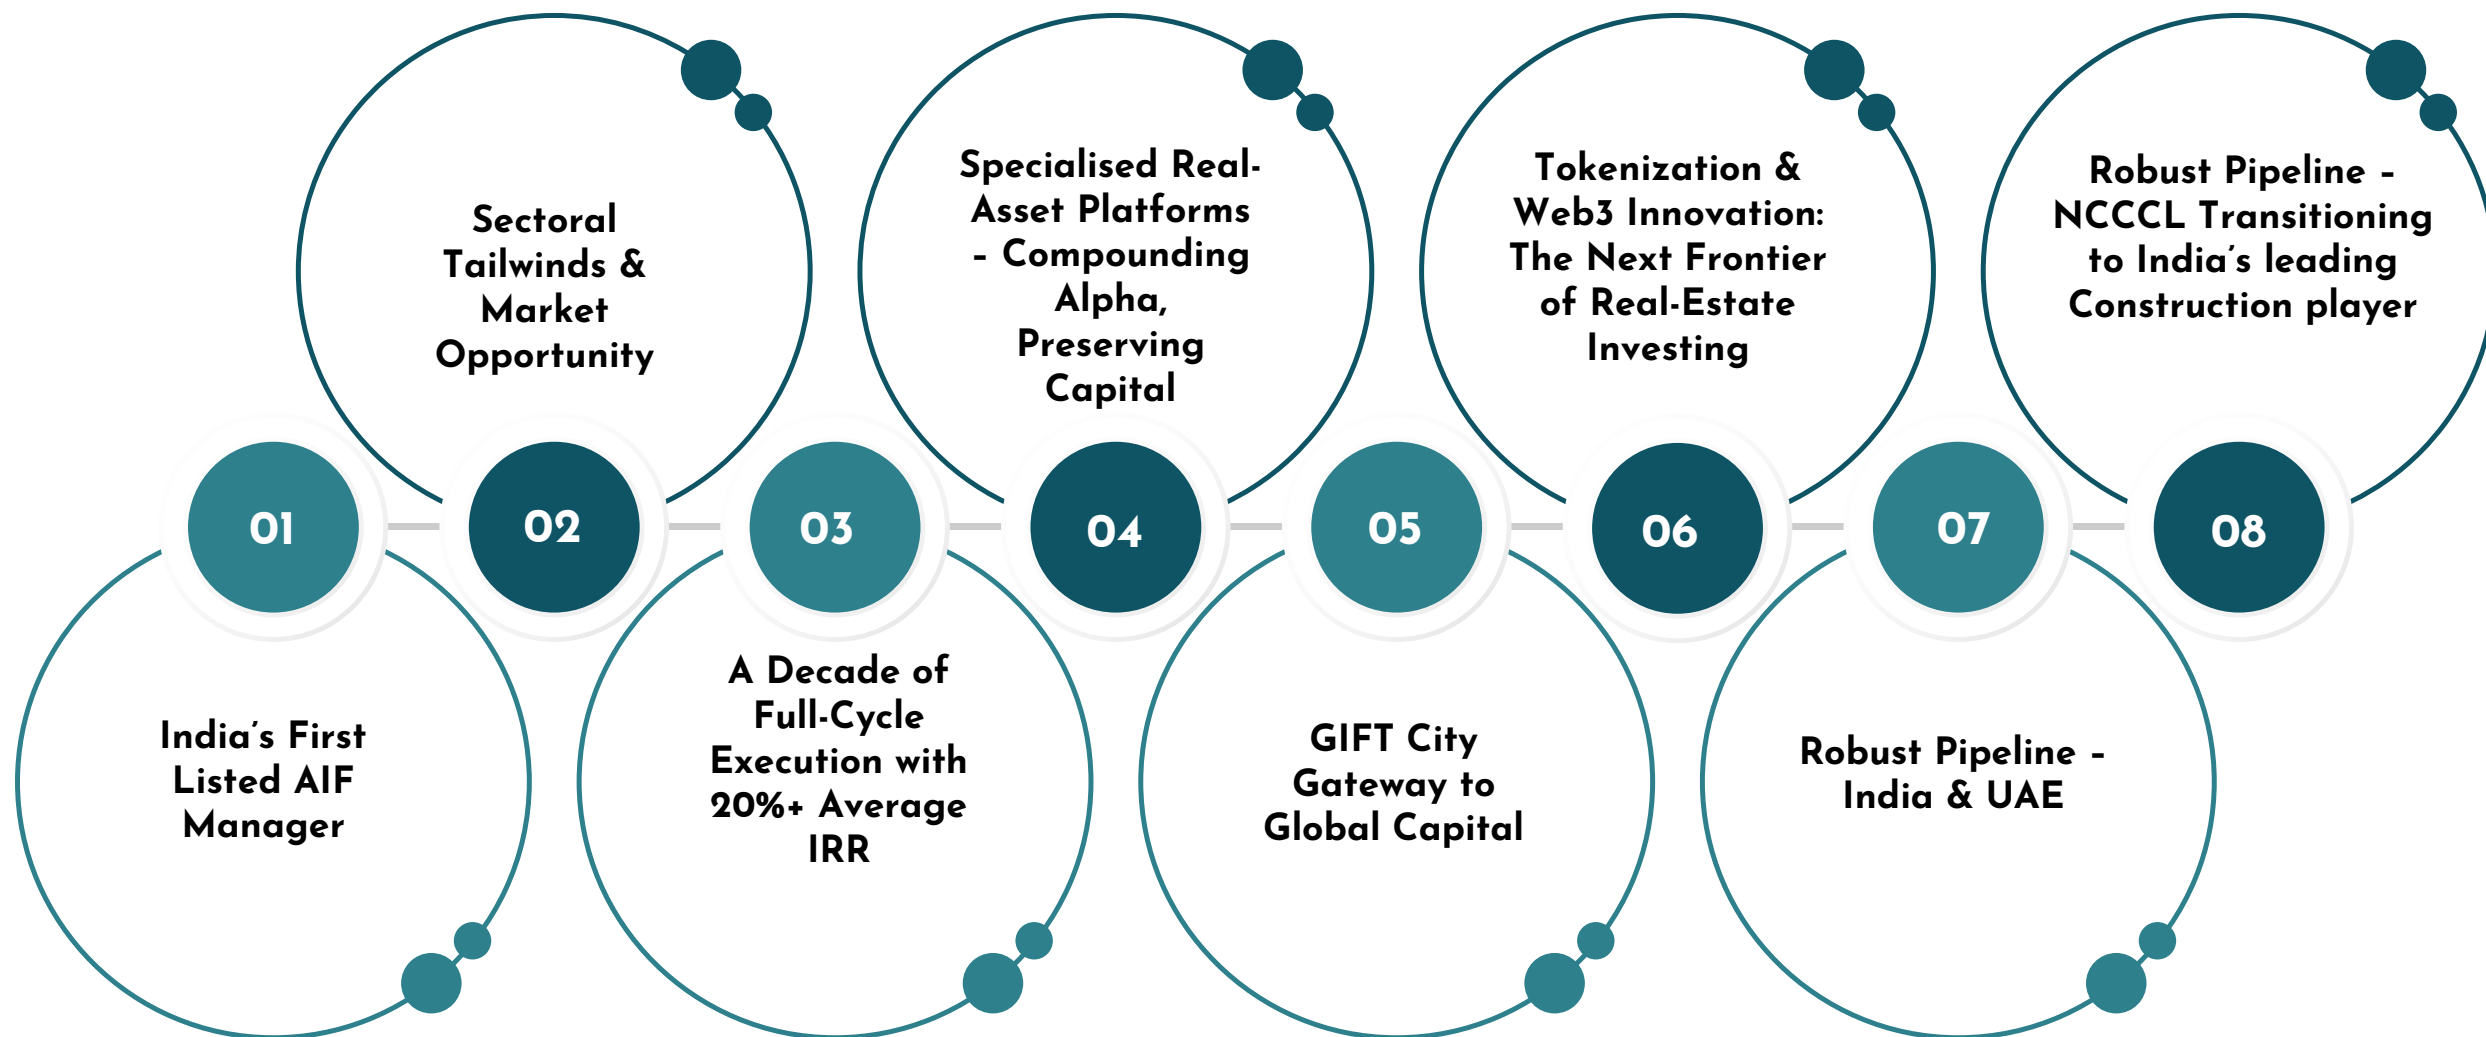 01
India's First
Listed AIF
Manager
02
Sectoral
Tailwinds &
Market
Opportunity
03
A Decade of
Full-Cycle
Execution with
20%+ Average
IRR
04
Specialised Real-
Asset Platforms
– Compounding
Alpha,
Preserving
Capital
05
GIFT City
Gateway to
Global Capital
06
Tokenization &
Web3 Innovation:
The Next Frontier
of Real-Estate
Investing
07
Robust Pipeline –
India & UAE
08
Robust Pipeline –
NCCCL Transitioning
to India's leading
Construction player